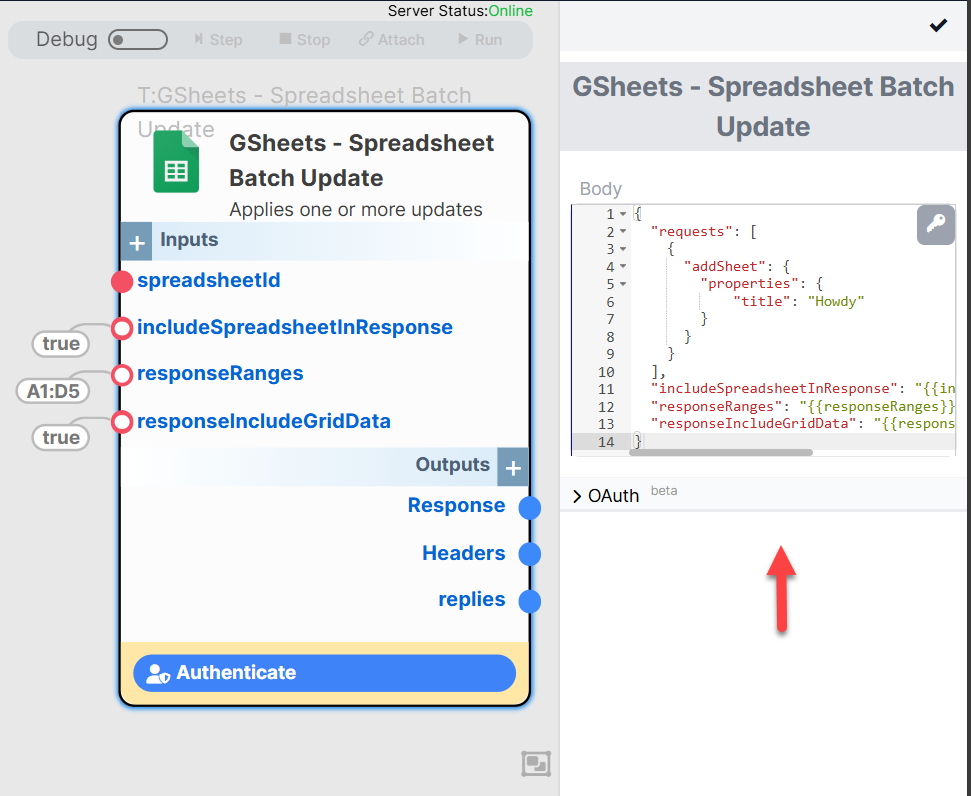 Server Status:Online
Debug Step Stop Attach Run
T:GSheets - Spreadsheet Batch
Update
GSheets - Spreadsheet
Batch Update
Applies one or more updates
Inputs
spreadsheetId
includeSpreadsheetInResponse
true
responseRanges
A1:D5
responseIncludeGridData
true
Outputs
Response
Headers
replies
Authenticate
GSheets - Spreadsheet Batch
Update
Body
1 {
2 "requests": [
3 {
4 "addSheet": {
5 "properties": {
6 "title": "Howdy"
7 }
8 }
9 }
10 ],
11 "includeSpreadsheetInResponse": "{{in
12 "responseRanges": "{{responseRanges}}
13 "responseIncludeGridData": "{{respons
14 }
OAuth beta